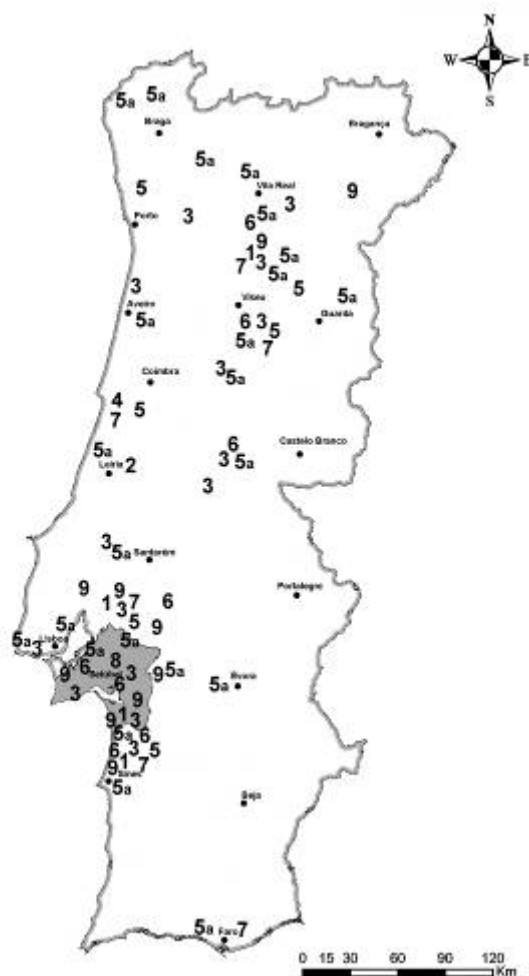 N
W E
S
5a 5a
Braga Bragança
5a 5a
5 Vila Real 9
3
3 6 5a
Porto
9
1 3 5a
7 5a
3 5 5a
Viseu
Aveiro 5a 6 3 5 Guarda
5a 7
3 5a
Coimbra
4 5
7
5a 6 Castelo Branco
3 5a
Leiria 2
3
3 5a
Santarém
9 9 Portalegre
1 3 7 6
5a 5 9
5a 3 Lisboa 5a
5a
8
9 6 Setúbal 3 9 5a
6 5a Évora
3 9
9 1 3
5a 6
6 3 5
9 1 7
Sines
5a
Beja
5a Faro 7
0 15 30 60 90 120
Km